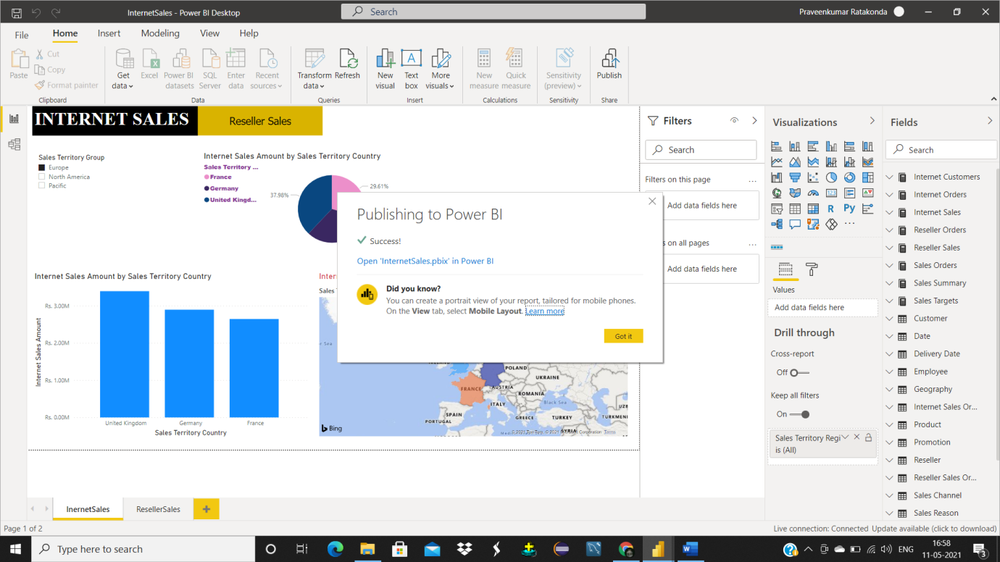 InternetSales - Power BI Desktop
Search
Praveenkumar Ratakonda
File Home Insert Modeling View Help
Paste
Cut
Copy
Format painter
Clipboard
Get data
Excel
Power BI datasets
SQL Server
Enter data
Recent sources
Data
Transform data
Refresh
Queries
New visual
Text box
More visuals
Insert
New measure
Quick measure
Calculations
Sensitivity (preview)
Sensitivity
Publish
Share
INTERNET SALES
Reseller Sales
Sales Territory Group
Europe
North America
Pacific
Internet Sales Amount by Sales Territory Country
Sales Territory ...
France
Germany
United Kingd...
37.98%
29.61%
Publishing to Power BI
Success!
Open 'InternetSales.pbix' in Power BI
Did you know?
You can create a portrait view of your report, tailored for mobile phones.
On the View tab, select Mobile Layout. Learn more
Got it
Internet Sales Amount by Sales Territory Country
Internet Sales Amount
Rs. 3.00M
Rs. 2.00M
Rs. 1.00M
Rs. 0.00M
United Kingdom Germany France
Sales Territory Country
Inter
Sales T
POLAND
UKRAINE
FRANCE
AUSTRIA
ROMANIA
ITALY
Black Sea
SPAIN
PORTUGAL
GREECE
TURKEY
TURKMENI
UZB
SYRIA
Bing
Terms
Filters
Search
Filters on this page
...
Add data fields here
s on all pages
...
Add data fields here
Visualizations
R
Py
...
Values
Add data fields here
Drill through
Cross-report
Off
Keep all filters
On
Sales Territory Regi
is (All)
Fields
Search
Internet Customers
Internet Orders
Internet Sales
Reseller Orders
Reseller Sales
Sales Orders
Sales Summary
Sales Targets
Customer
Date
Delivery Date
Employee
Geography
Internet Sales Or...
Product
Promotion
Reseller
Reseller Sales Or...
Sales Channel
Sales Reason
InernetSales
ResellerSales
+
Page 1 of 2
Live connection: Connected Update available (click to download)
Type here to search
ENG
16:58
11-05-2021
3